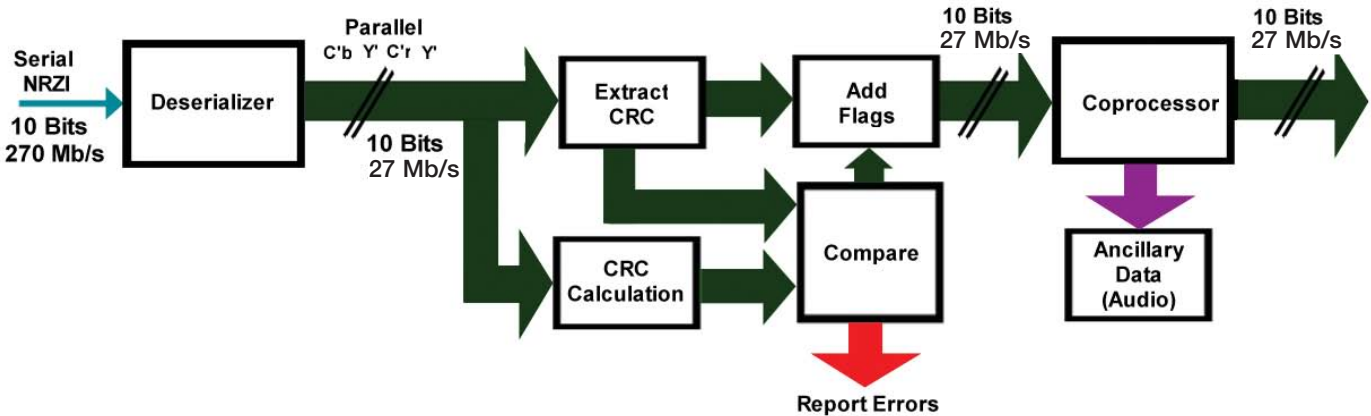 Serial
NRZI
10 Bits
270 Mb/s
Deserializer
Parallel
C'b Y' C'r Y'
10 Bits
27 Mb/s
Extract
CRC
CRC
Calculation
Add
Flags
Compare
Report Errors
10 Bits
27 Mb/s
Coprocessor
Ancillary
Data
(Audio)
10 Bits
27 Mb/s